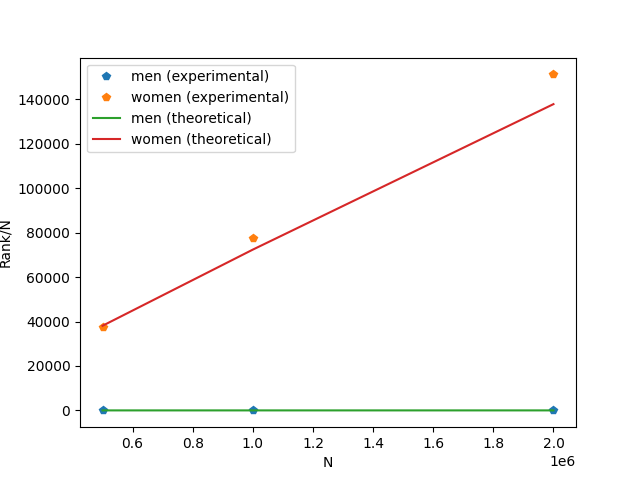 men (experimental)
women (experimental)
men (theoretical)
women (theoretical)
140000
120000
100000
80000
60000
40000
20000
0
Rank/N
0.6
0.8
1.0
1.2
1.4
1.6
1.8
2.0
1e6
N